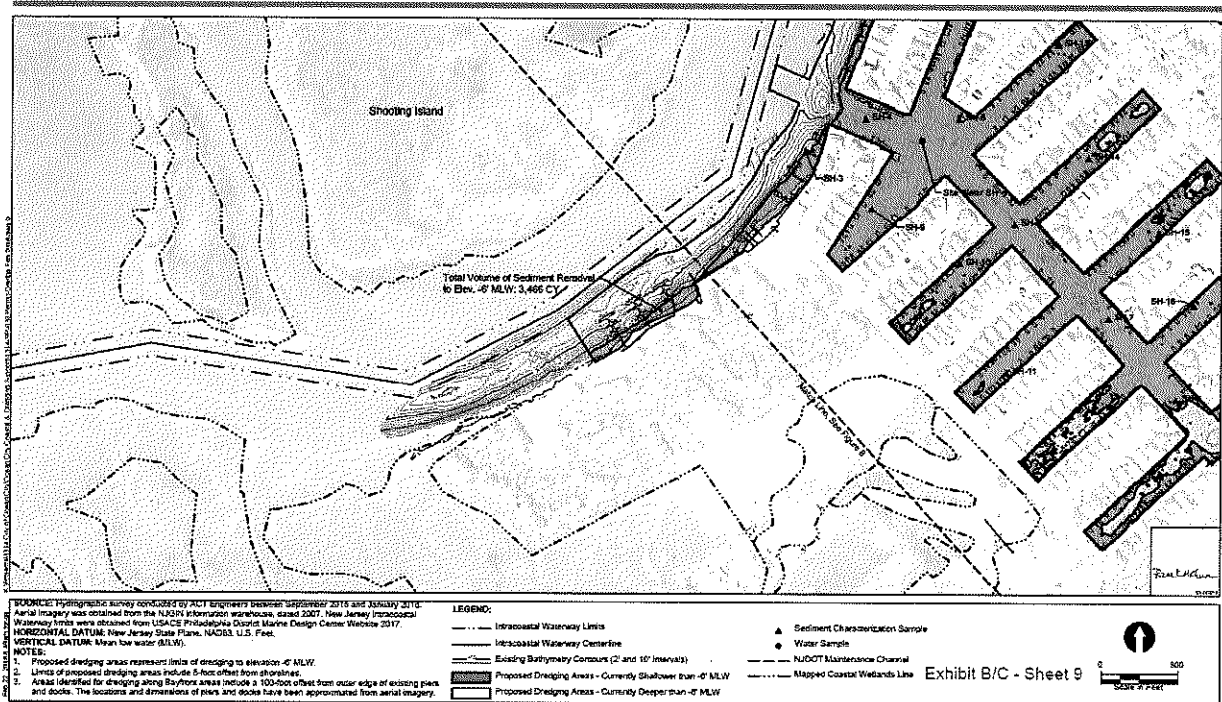 Shooting Island
SH-3
SH-9
SH-10
SH-11
SH-14
SH-15
SH-16
Total Volume of Sediment Removal
to Elev. -6' MLW: 3,466 CY
SOURCE: Hydrographic survey conducted by ACT Engineers between September 2015 and January 2016.
Aerial imagery was obtained from the NJGIN information warehouse, dated 2007. New Jersey Intracoastal
Waterway limits were obtained from USACE Philadelphia District Marine Design Center Website 2017.
HORIZONTAL DATUM: New Jersey State Plane, NAD83, U.S. Feet.
VERTICAL DATUM: Mean low water (MLW).
NOTES:
1. Proposed dredging areas represent limits of dredging to elevation -6' MLW.
2. Limits of proposed dredging areas include 5-foot offset from shorelines.
3. Areas identified for dredging along Bayfront areas include a 100-foot offset from outer edge of existing piers
and docks. The locations and dimensions of piers and docks have been approximated from aerial imagery.
LEGEND:
Intracoastal Waterway Limits
Intracoastal Waterway Centerline
Existing Bathymetry Contours (2' and 10' Intervals)
Proposed Dredging Areas - Currently Shallower than -6' MLW
Proposed Dredging Areas - Currently Deeper than -6' MLW
Sediment Characterization Sample
Water Sample
NJDOT Maintenance Channel
Mapped Coastal Wetlands Line
Exhibit B/C - Sheet 9
Scale in Feet